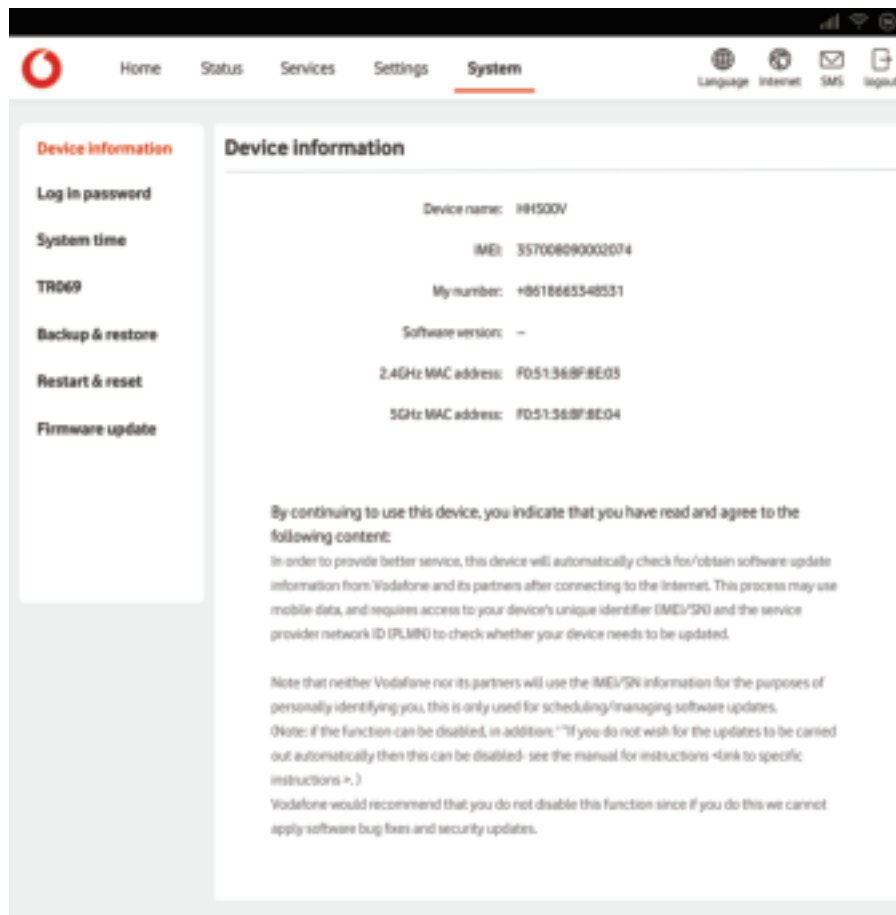 Home Status Services Settings System Language Internet SMS logout
Device information
Log in password
System time
TR069
Backup & restore
Restart & reset
Firmware update
Device information
Device name: HH500V
IMEI: 357008090002074
My number: +8618665348531
Software version: –
2.4GHz MAC address: F0:51:36:BF:8E:03
5GHz MAC address: F0:51:36:BF:8E:04
By continuing to use this device, you indicate that you have read and agree to the
following content:
In order to provide better service, this device will automatically check for/obtain software update
information from Vodafone and its partners after connecting to the Internet. This process may use
mobile data, and requires access to your device's unique identifier (IMEI/SN) and the service
provider network ID (PLMN) to check whether your device needs to be updated.
Note that neither Vodafone nor its partners will use the IMEI/SN information for the purposes of
personally identifying you, this is only used for scheduling/managing software updates.
(Note: if the function can be disabled, in addition: " "If you do not wish for the updates to be carried
out automatically then this can be disabled- see the manual for instructions <link to specific
instructions >. )
Vodafone would recommend that you do not disable this function since if you do this we cannot
apply software bug fixes and security updates.